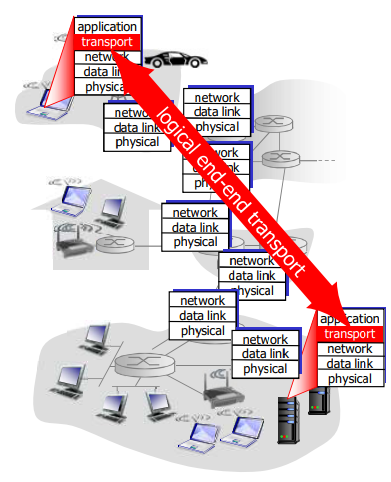 application
transport
network
data link
physical
network
data link
physical
network
data link
physical
network
data link
physical
network
data link
physical
logical end-end transport
network
data link
physical
network
data link
physical
network
data link
physical
application
transport
network
data link
physical